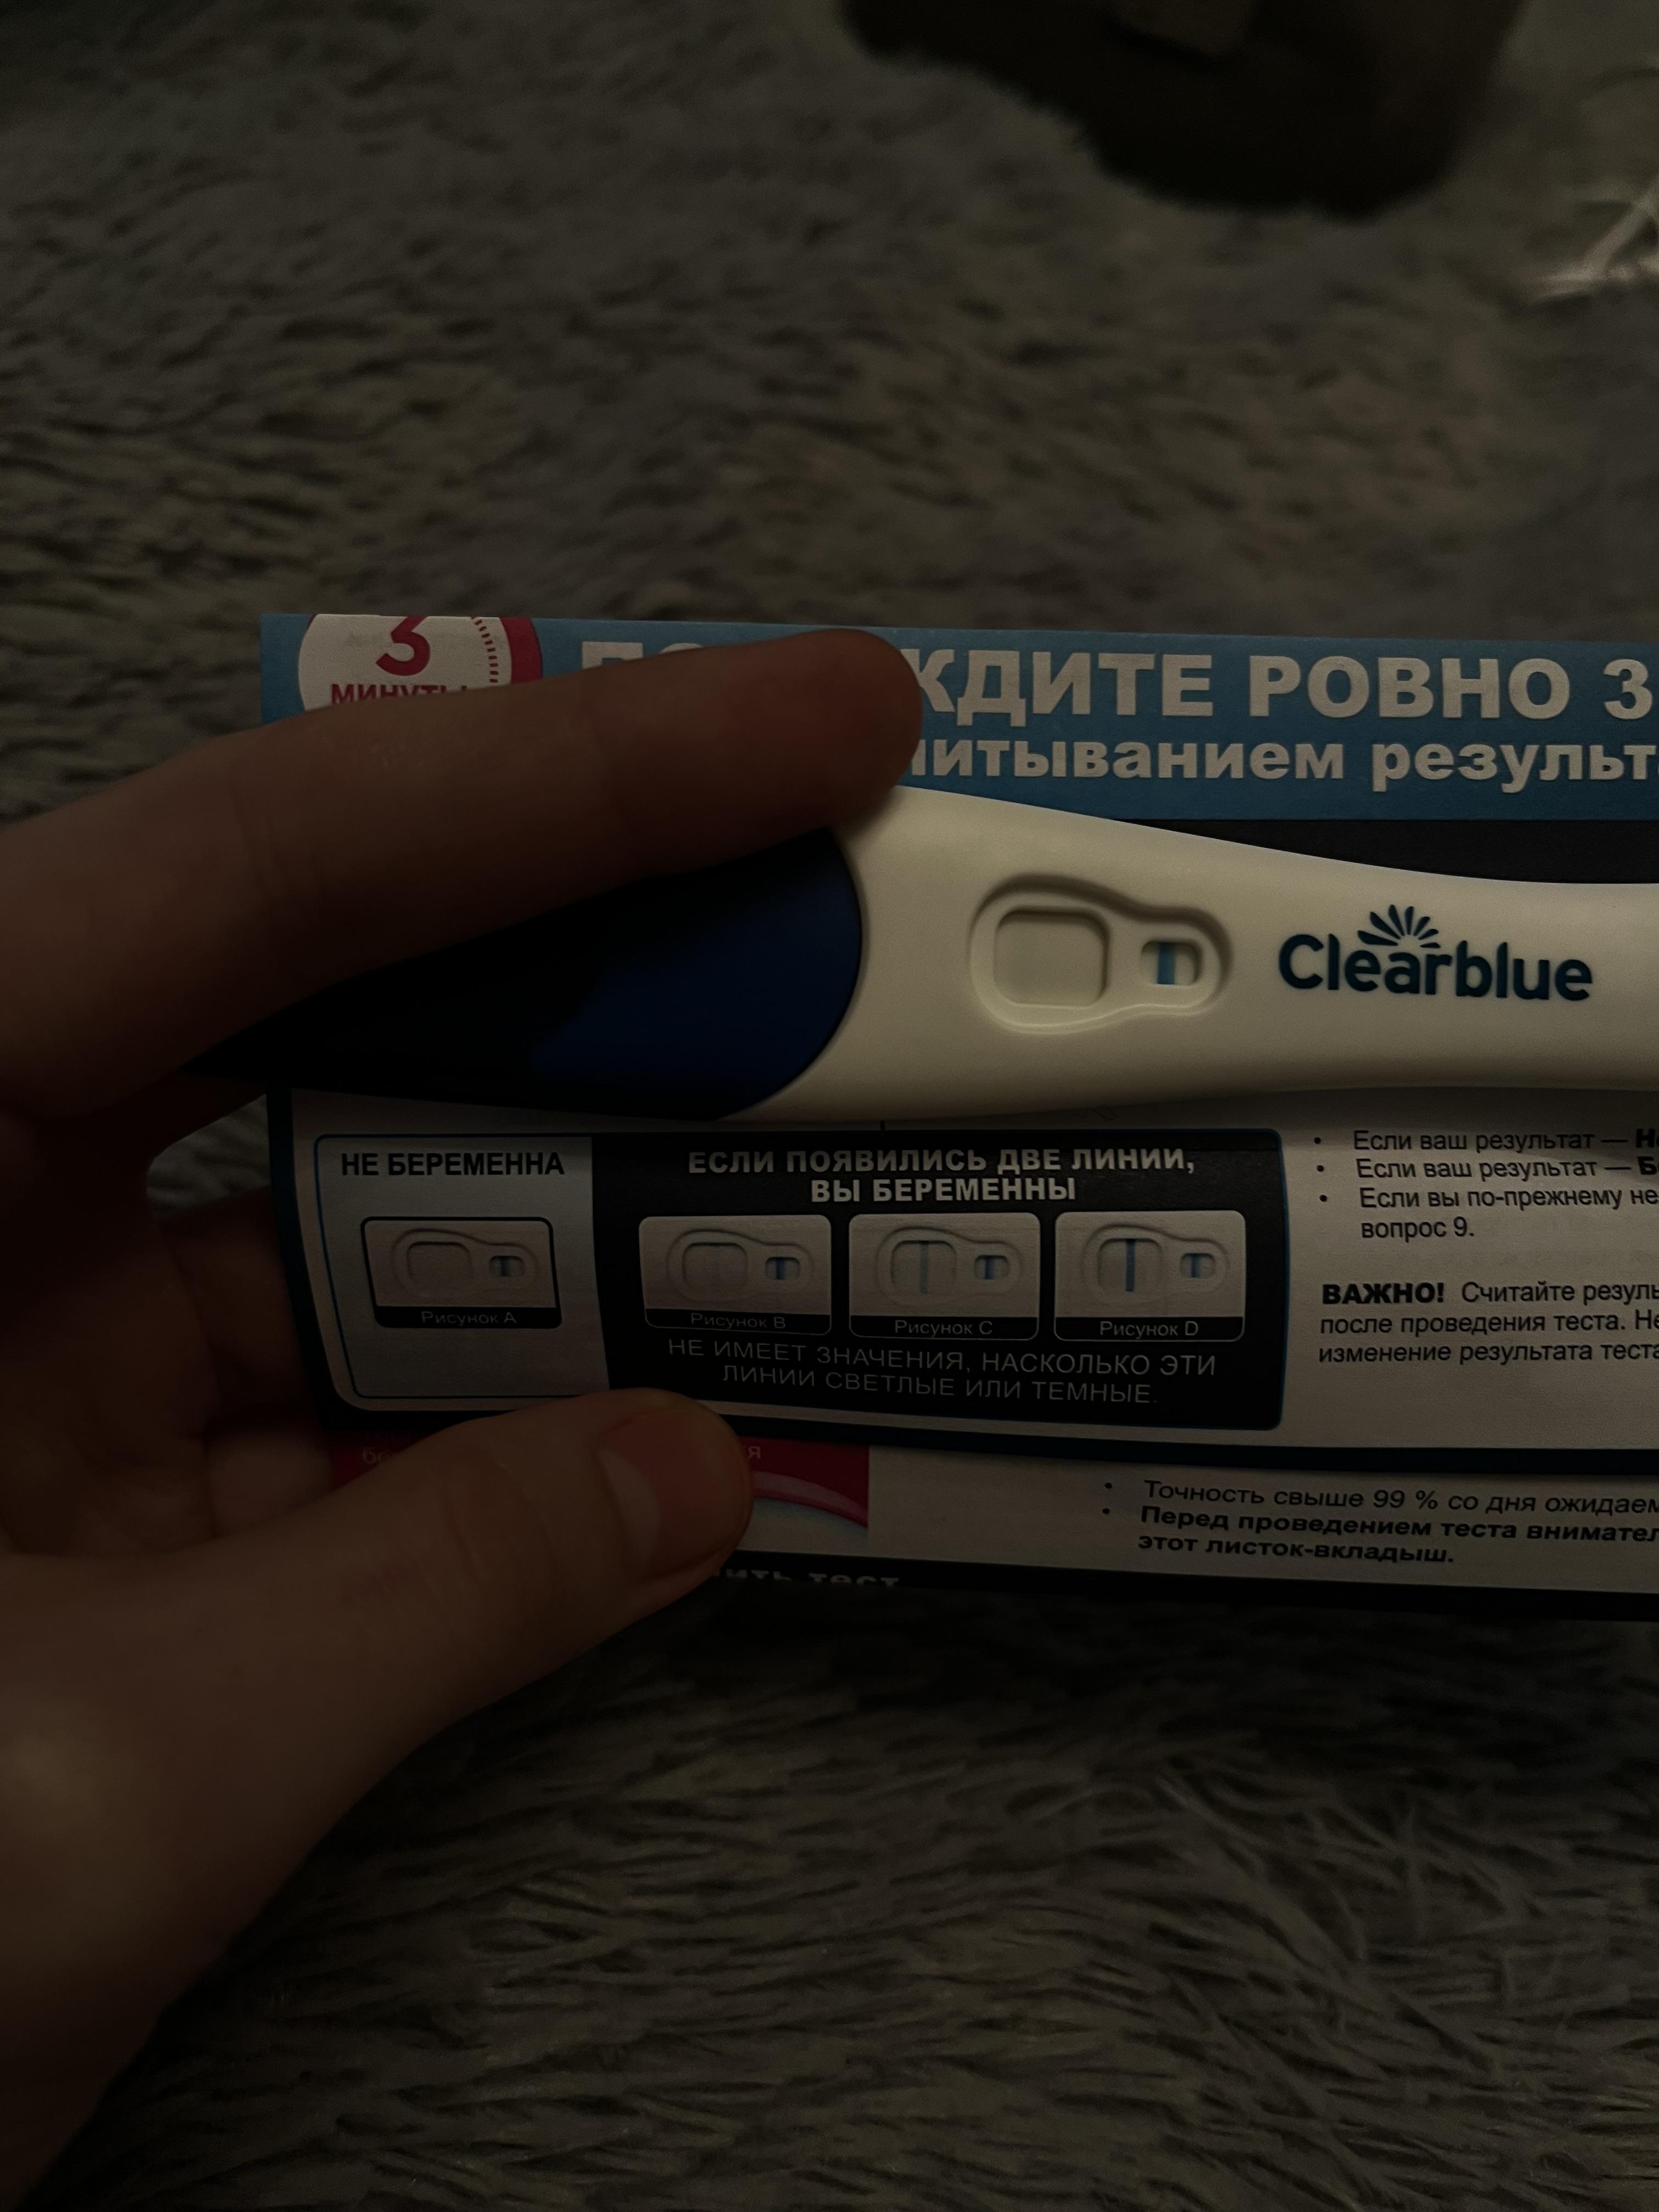 3
МИНУТЫ
ЖДИТЕ РОВНО 3
результ
Clearblue
НЕ БЕРЕМЕННА
Рисунок A
ЕСЛИ ПОЯВИЛИСЬ ДВЕ ЛИНИИ,
ВЫ БЕРЕМЕННЫ
Рисунок B
Рисунок C
Рисунок D
НЕ ИМЕЕТ ЗНАЧЕНИЯ, НАСКОЛЬКО ЭТИ
ЛИНИИ СВЕТЛЫЕ ИЛИ ТЕМНЫЕ.
• Если ваш результат — Н
• Если ваш результат — Б
• Если вы по-прежнему не
вопрос 9.
ВАЖНО! Считайте резуль
после проведения теста. Не
изменение результата теста
• Точность свыше 99 % со дня ожидаем
• Перед проведением теста внимател
этот листок-вкладыш.
тест